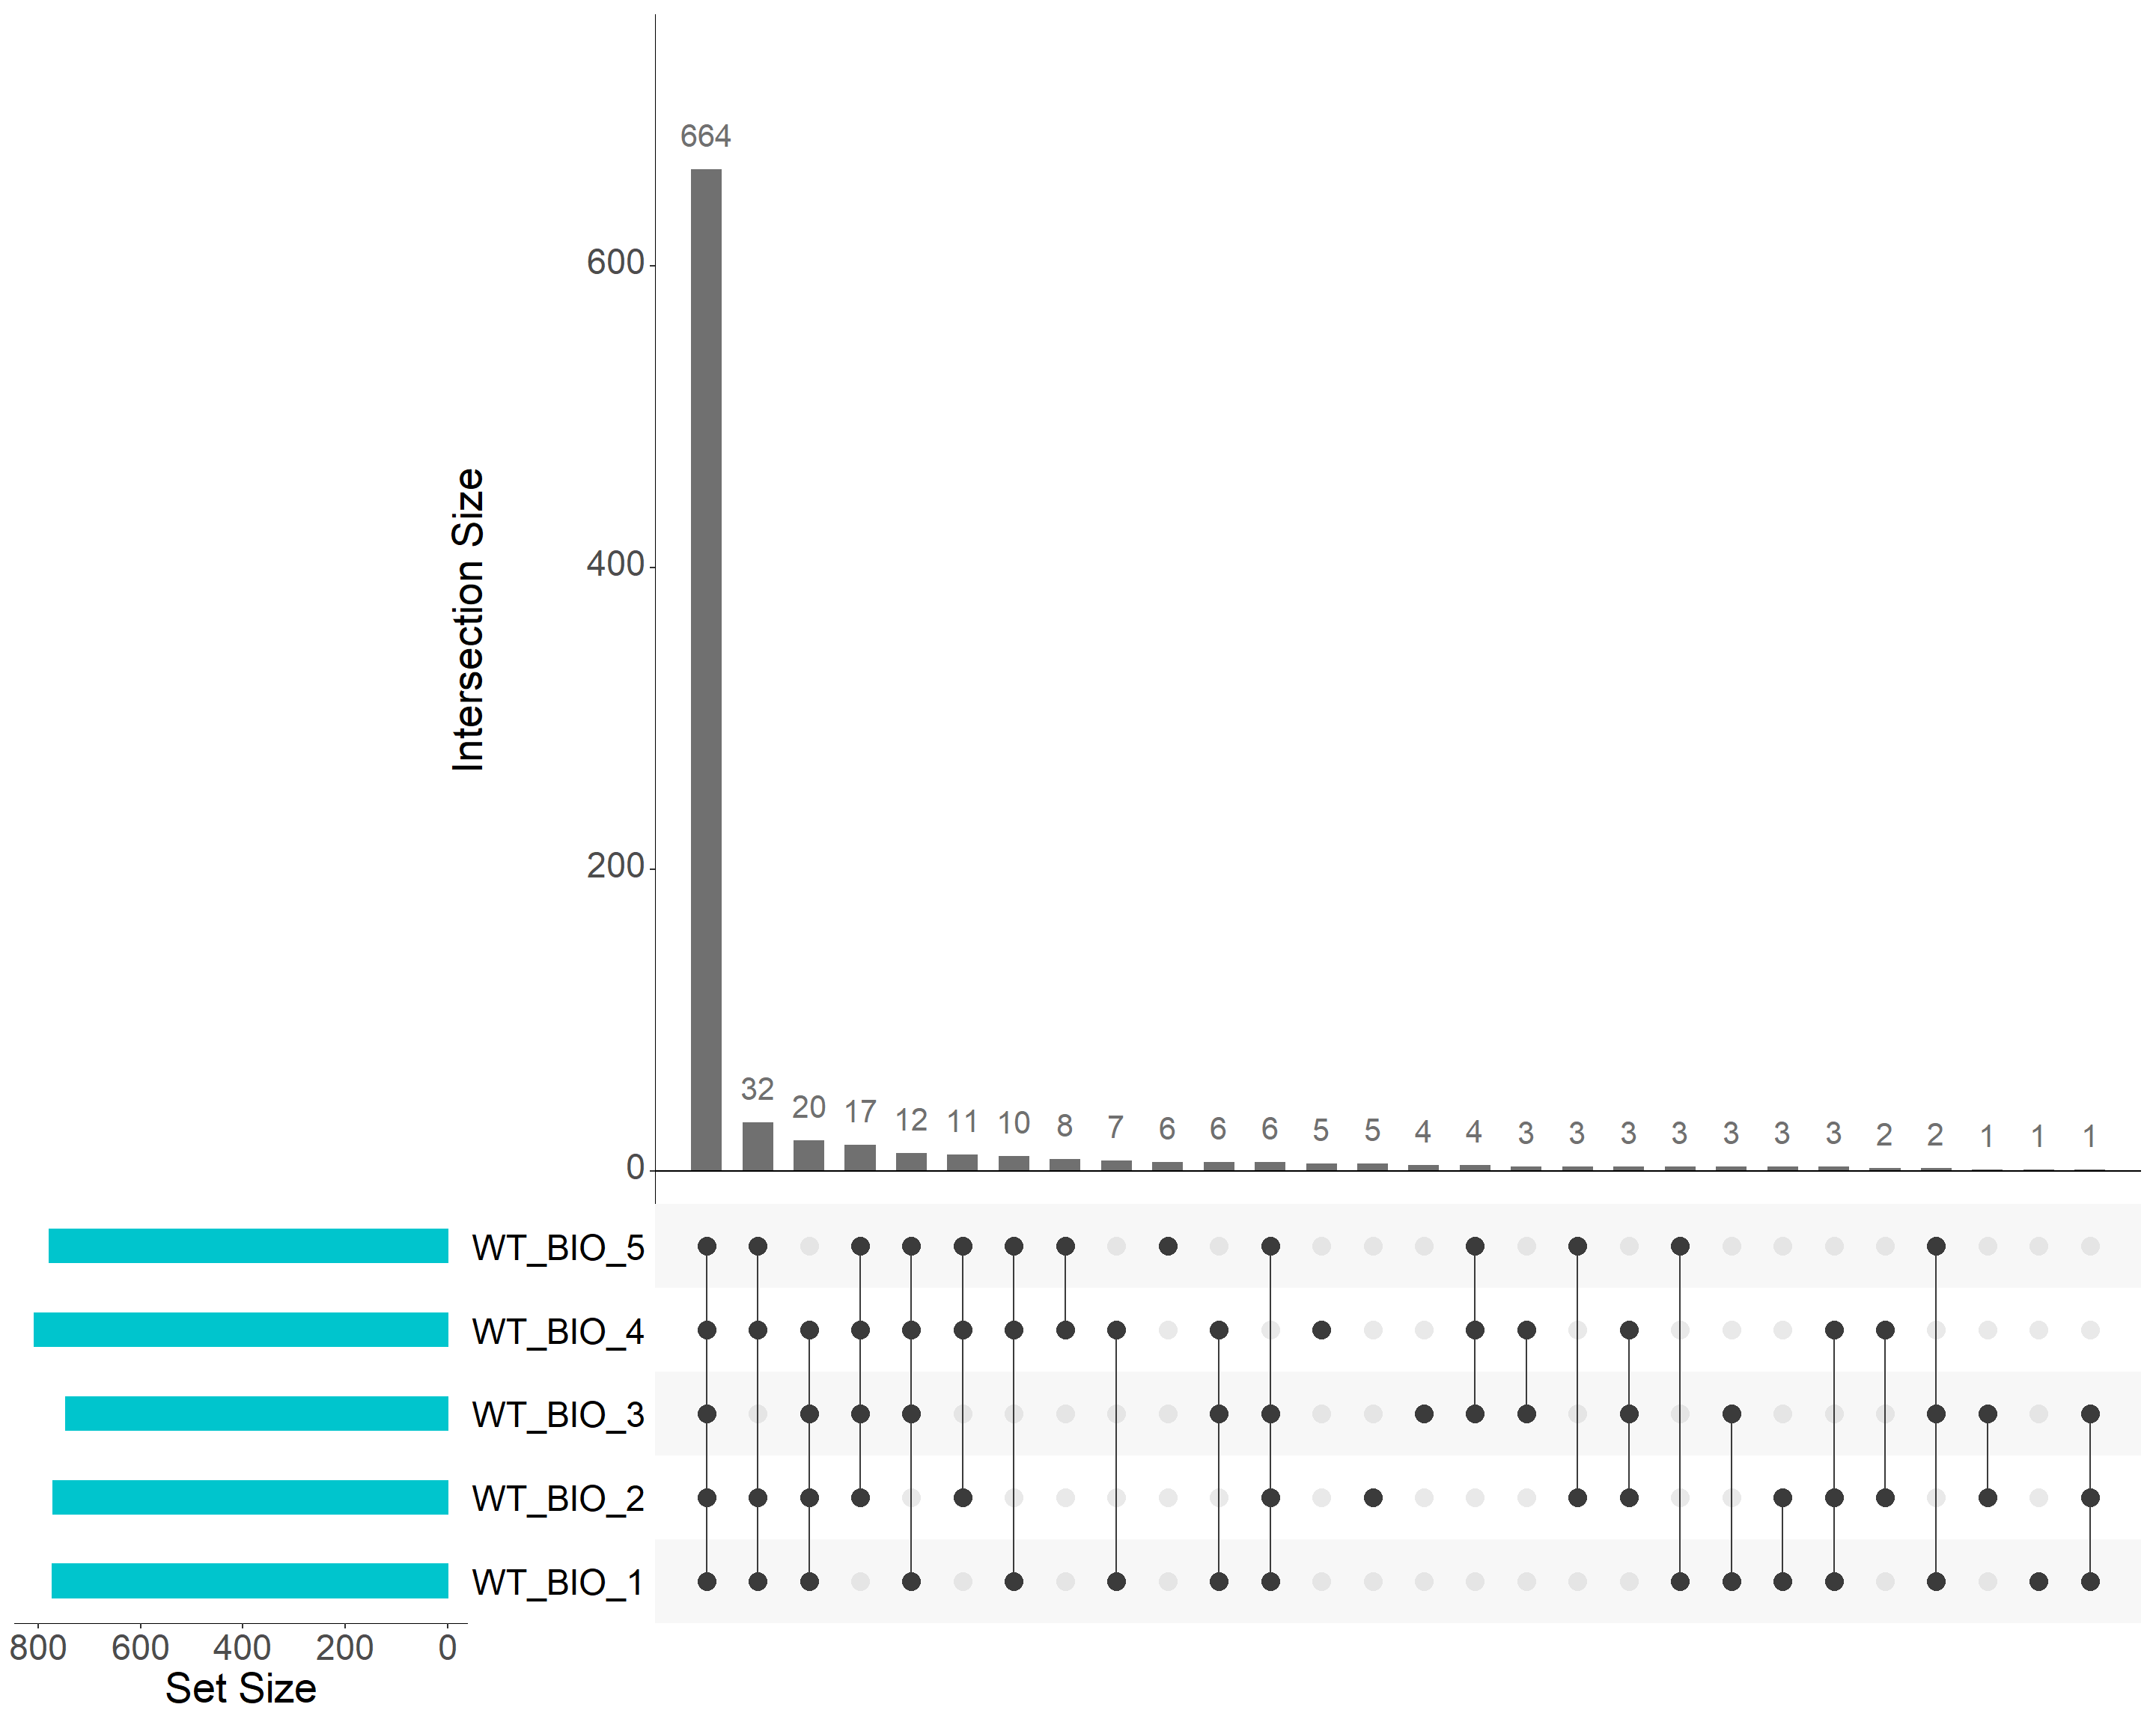 664
600
400
200
0
Intersection Size
32 20 17 12 11 10 8 7 6 6 6 5 5 4 4 3 3 3 3 3 3 3 2 2 1 1 1
WT_BIO_5
WT_BIO_4
WT_BIO_3
WT_BIO_2
WT_BIO_1
800 600 400 200 0
Set Size